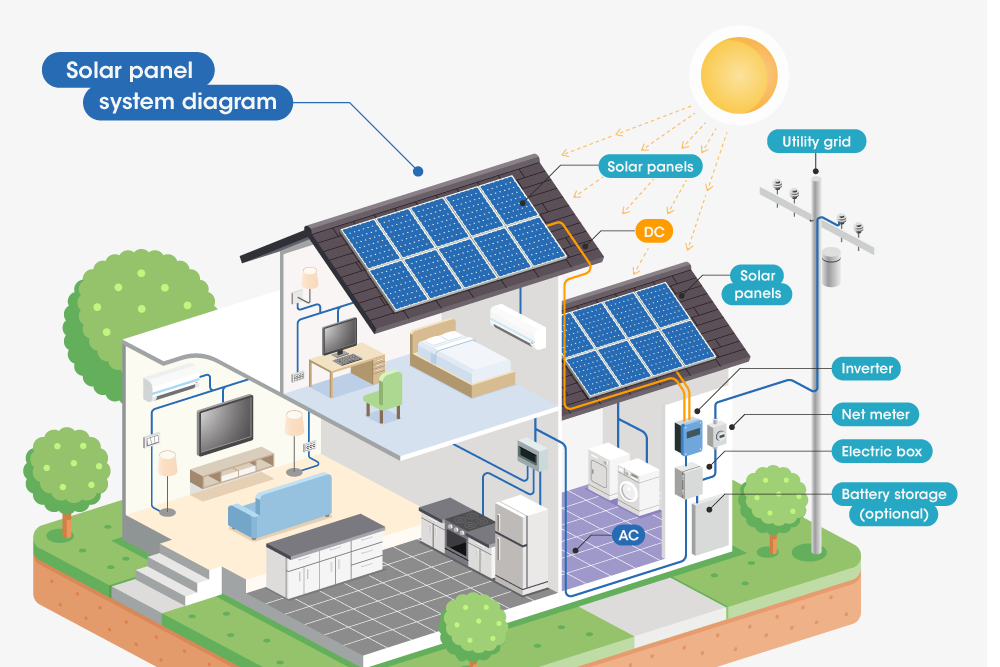 Solar panel
system diagram
Utility grid
Solar panels
DC
Solar
panels
Inverter
Net meter
Electric box
Battery storage
(optional)
AC